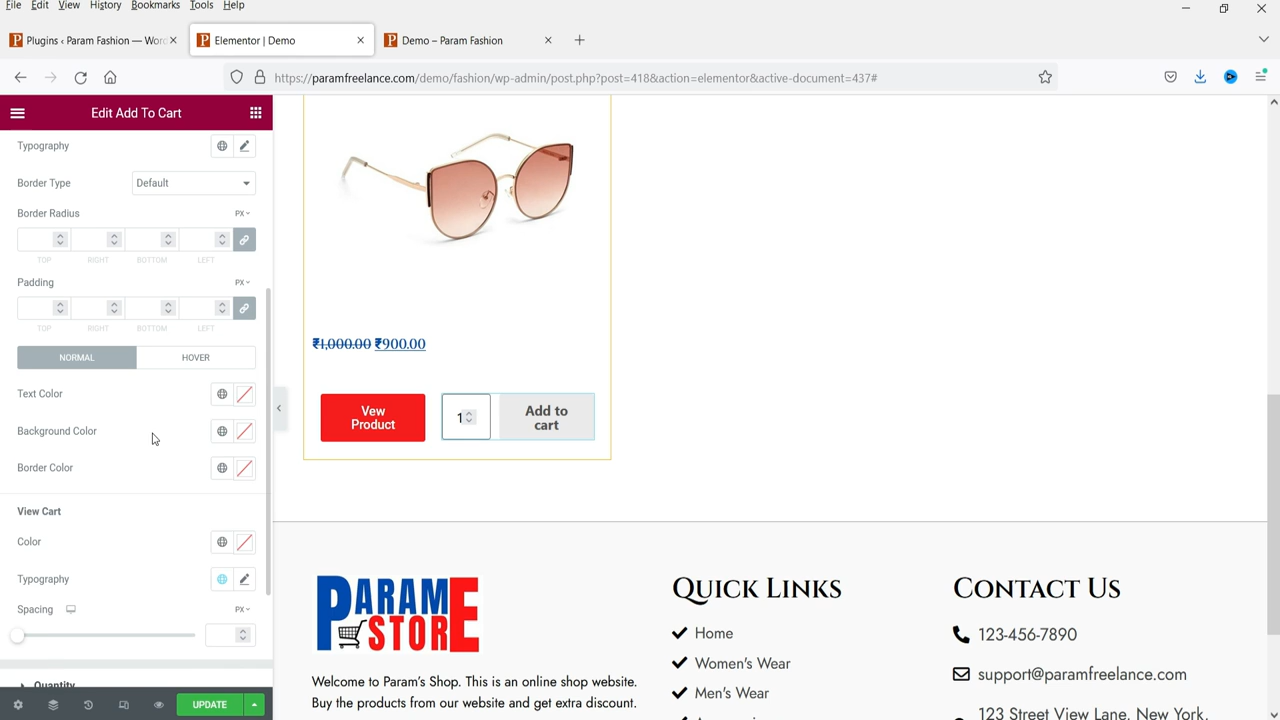 File Edit View History Bookmarks Tools Help
Plugins ‹ Param Fashion — Wor
Elementor | Demo
Demo – Param Fashion
https://paramfreelance.com/demo/fashion/wp-admin/post.php?post=418&action=elementor&active-document=437#
Edit Add To Cart
Typography
Border Type
Default
Border Radius
PX
TOP RIGHT BOTTOM LEFT
Padding
PX
TOP RIGHT BOTTOM LEFT
NORMAL HOVER
Text Color
Background Color
Border Color
View Cart
Color
Typography
Spacing
PX
Quantity
UPDATE
₹1,000.00 ₹900.00
Vew
Product
1
Add to
cart
PARAM
STORE
Welcome to Param's Shop. This is an online shop website.
Buy the products from our website and get extra discount.
Quick Links
Home
Women's Wear
Men's Wear
Contact Us
123-456-7890
support@paramfreelance.com
123 Street View Lane, New York,